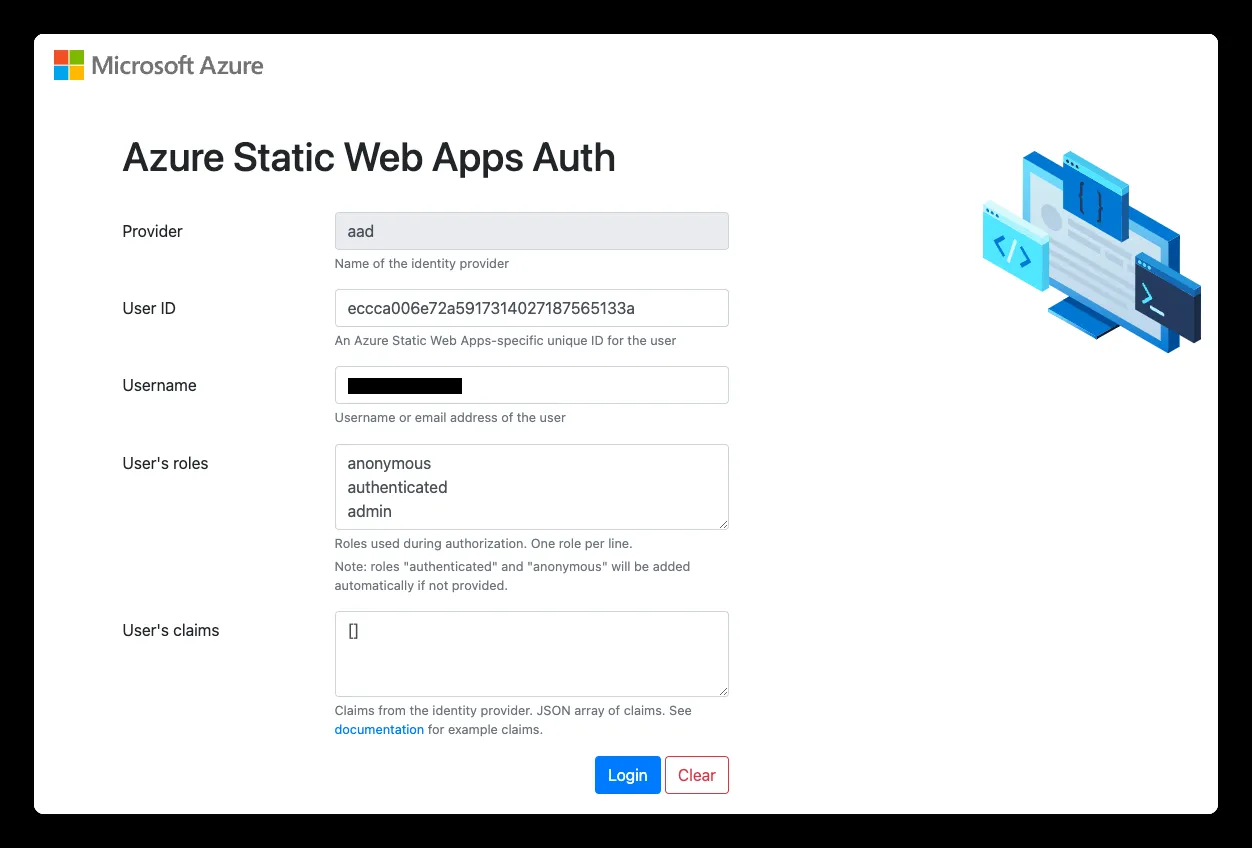 Microsoft Azure
Azure Static Web Apps Auth
Provider
aad
Name of the identity provider
User ID
eccca006e72a5917314027187565133a
An Azure Static Web Apps-specific unique ID for the user
Username
Username or email address of the user
User's roles
anonymous
authenticated
admin
Roles used during authorization. One role per line.
Note: roles "authenticated" and "anonymous" will be added
automatically if not provided.
User's claims
[]
Claims from the identity provider. JSON array of claims. See
documentation for example claims.
Login Clear